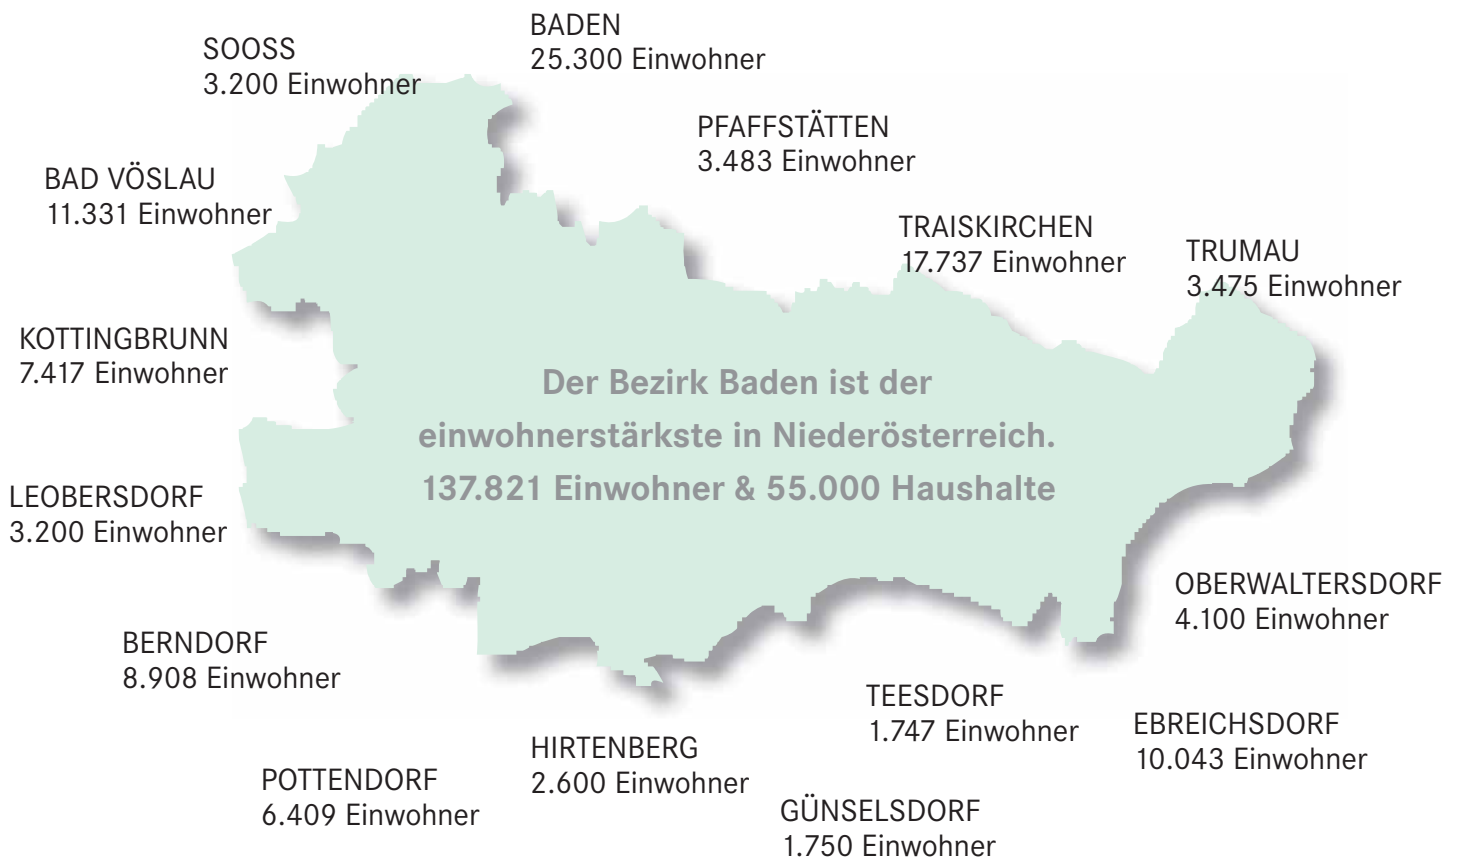 BADEN
25.300 Einwohner
SOOSS
3.200 Einwohner
PFAFFSTÄTTEN
3.483 Einwohner
BAD VÖSLAU
11.331 Einwohner
TRAISKIRCHEN
17.737 Einwohner
TRUMAU
3.475 Einwohner
KOTTINGBRUNN
7.417 Einwohner
Der Bezirk Baden ist der
einwohnerstärkste in Niederösterreich.
137.821 Einwohner & 55.000 Haushalte
LEOBERSDORF
3.200 Einwohner
OBERWALTERSDORF
4.100 Einwohner
BERNDORF
8.908 Einwohner
TEESDORF
1.747 Einwohner
EBREICHSDORF
10.043 Einwohner
HIRTENBERG
2.600 Einwohner
POTTENDORF
6.409 Einwohner
GÜNSELSDORF
1.750 Einwohner